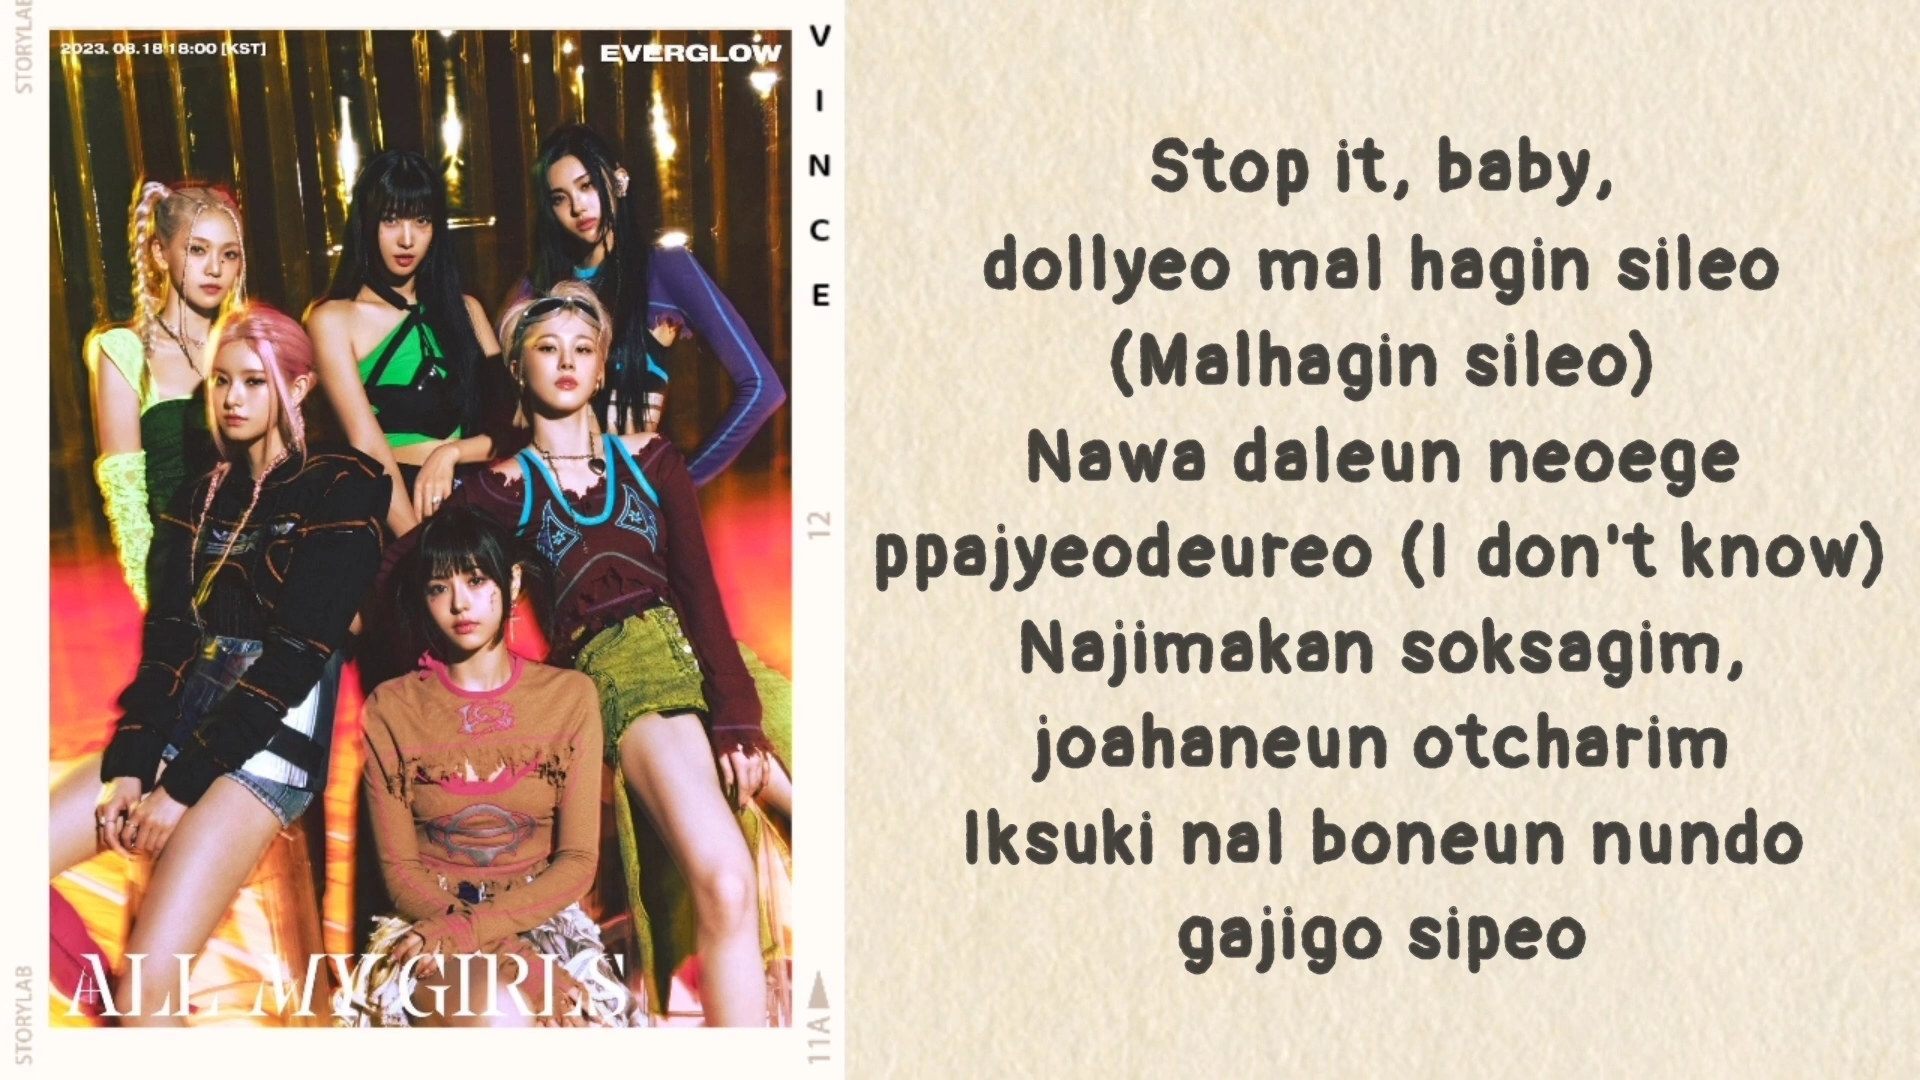 STORYLAB
2023. 08.18 18:00 [KST]
EVERGLOW
VINCE
12
ALL MY GIRLS
STORYLAB
11A
Stop it, baby,
dollyeo mal hagin sileo
(Malhagin sileo)
Nawa daleun neoege
ppajyeodeureo (I don't know)
Najimakan soksagim,
joahaneun otcharim
Iksuki nal boneun nundo
gajigo sipeo